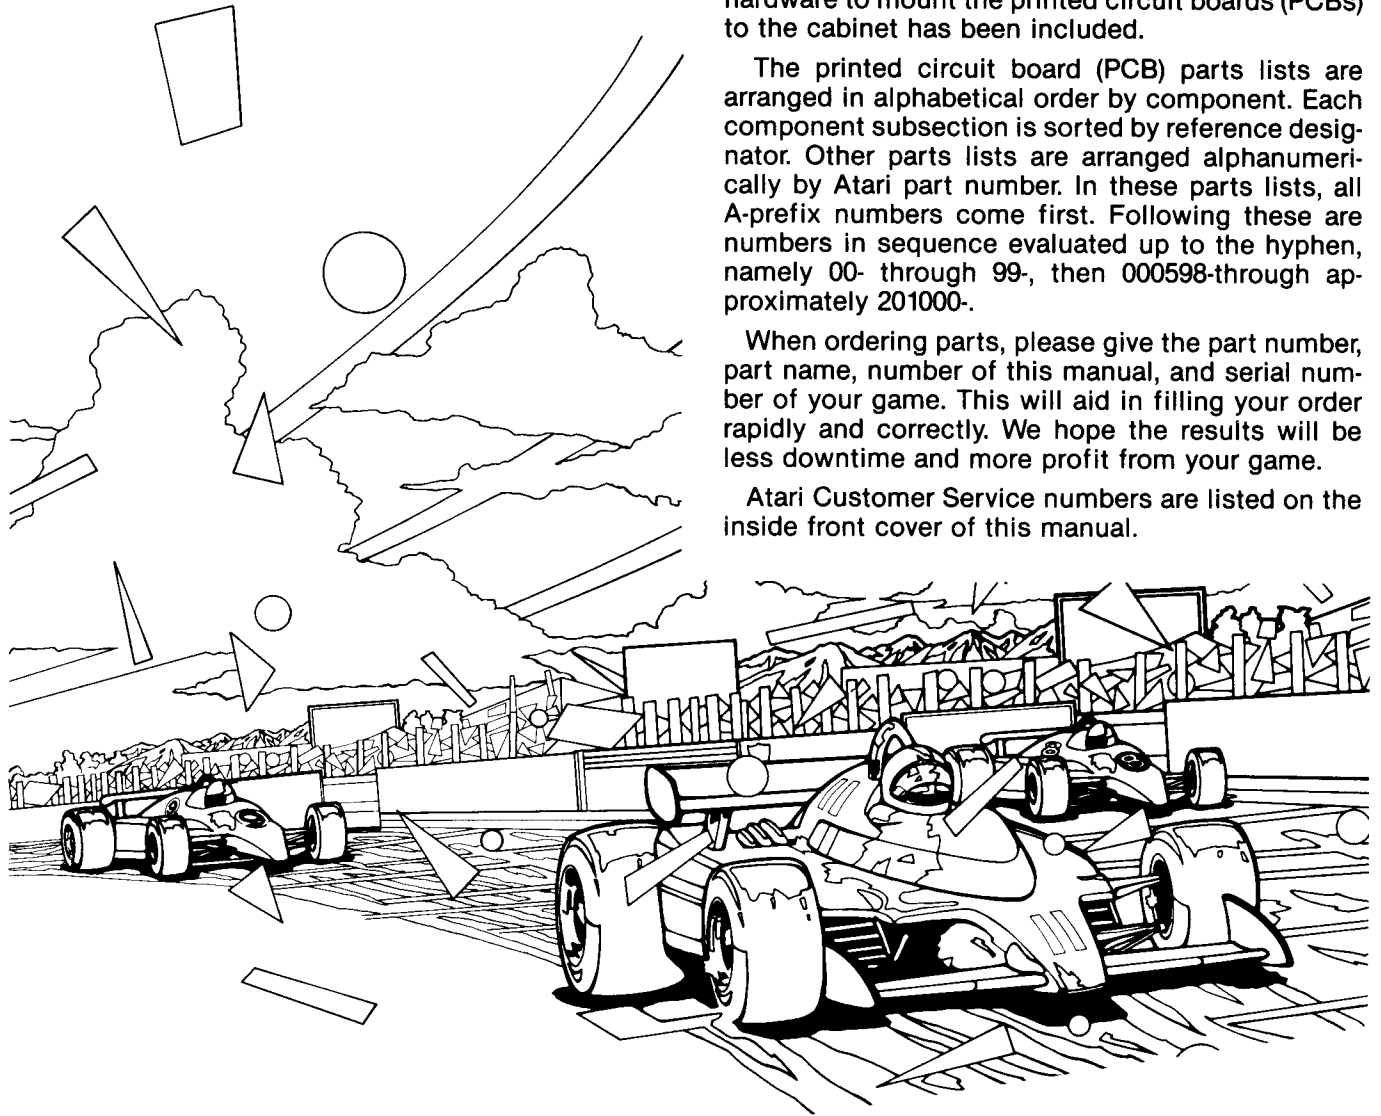 hardware to mount the printed circuit boards (PCBs)
to the cabinet has been included.
The printed circuit board (PCB) parts lists are
arranged in alphabetical order by component. Each
component subsection is sorted by reference desig-
nator. Other parts lists are arranged alphanumeri-
cally by Atari part number. In these parts lists, all
A-prefix numbers come first. Following these are
numbers in sequence evaluated up to the hyphen,
namely 00- through 99-, then 000598-through ap-
proximately 201000-.
When ordering parts, please give the part number,
part name, number of this manual, and serial num-
ber of your game. This will aid in filling your order
rapidly and correctly. We hope the results will be
less downtime and more profit from your game.
Atari Customer Service numbers are listed on the
inside front cover of this manual.